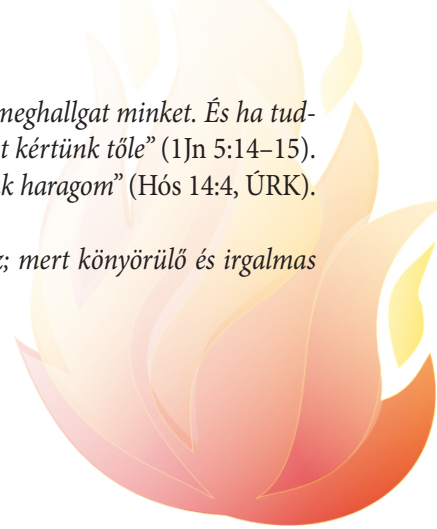 meghallgat minket. És ha tud-
t kértünk tőle” (1Jn 5:14–15).
k haragom” (Hós 14:4, ÚRK).
; mert könyörülő és irgalmas